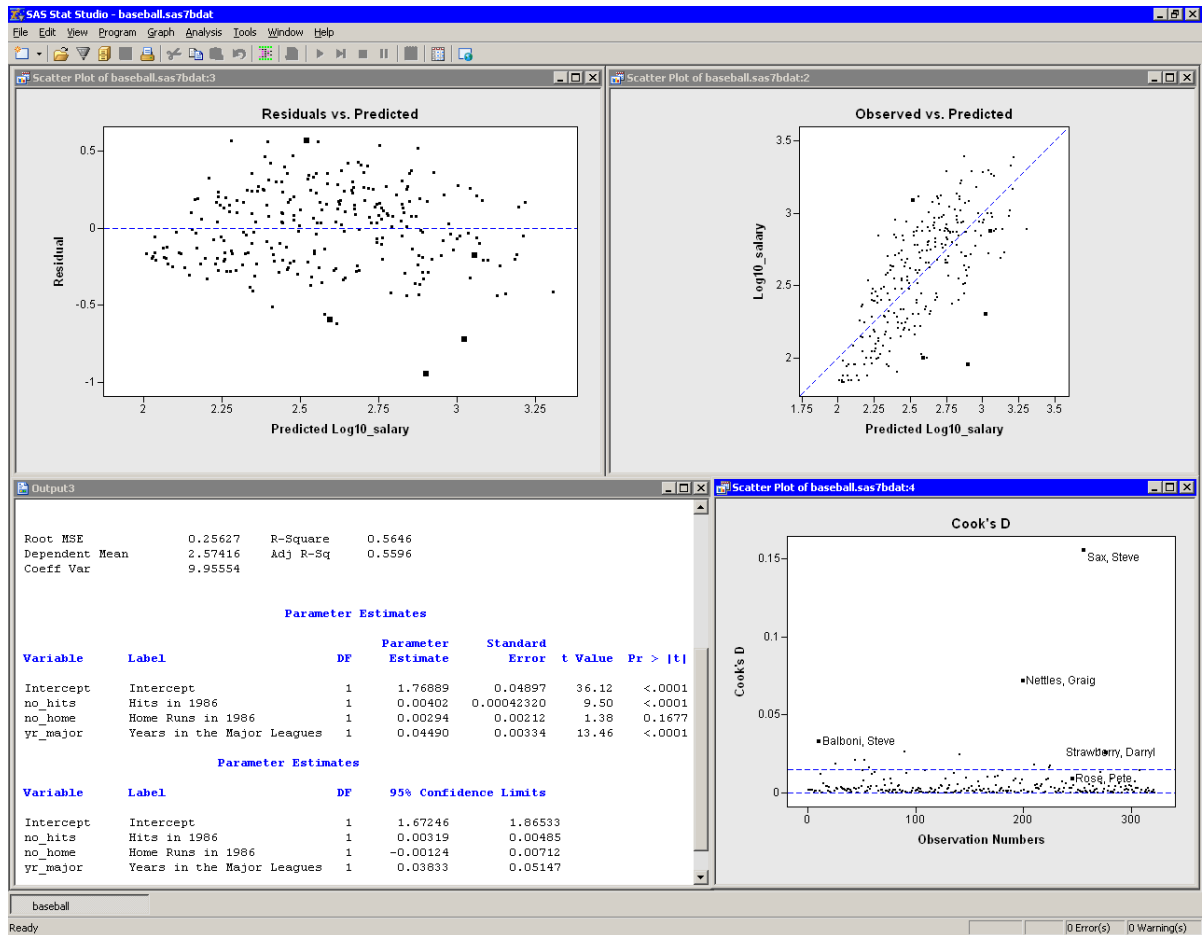 SAS Stat Studio - baseball.sas7bdat
File Edit View Program Graph Analysis Tools Window Help
Scatter Plot of baseball.sas7bdat:3
Residuals vs. Predicted
0.5
0
-0.5
-1
Residual
2 2.25 2.5 2.75 3 3.25
Predicted Log10_salary
Scatter Plot of baseball.sas7bdat:2
Observed vs. Predicted
3.5
3
2.5
2
Log10_salary
1.75 2 2.25 2.5 2.75 3 3.25 3.5
Predicted Log10_salary
Output3
Root MSE 0.25627 R-Square 0.5646
Dependent Mean 2.57416 Adj R-Sq 0.5596
Coeff Var 9.95554
Parameter Estimates
Parameter Standard
Variable Label DF Estimate Error t Value Pr > |t|
Intercept Intercept 1 1.76889 0.04897 36.12 <.0001
no_hits Hits in 1986 1 0.00402 0.00042320 9.50 <.0001
no_home Home Runs in 1986 1 0.00294 0.00212 1.38 0.1677
yr_major Years in the Major Leagues 1 0.04490 0.00334 13.46 <.0001
Parameter Estimates
Variable Label DF 95% Confidence Limits
Intercept Intercept 1 1.67246 1.86533
no_hits Hits in 1986 1 0.00319 0.00485
no_home Home Runs in 1986 1 -0.00124 0.00712
yr_major Years in the Major Leagues 1 0.03833 0.05147
Scatter Plot of baseball.sas7bdat:4
Cook's D
0.15
0.1
0.05
0
Cook's D
Sax, Steve
Nettles, Graig
Balboni, Steve
Strawberry, Darryl
Rose, Pete
0 100 200 300
Observation Numbers
baseball
Ready 0 Error(s) 0 Warning(s)